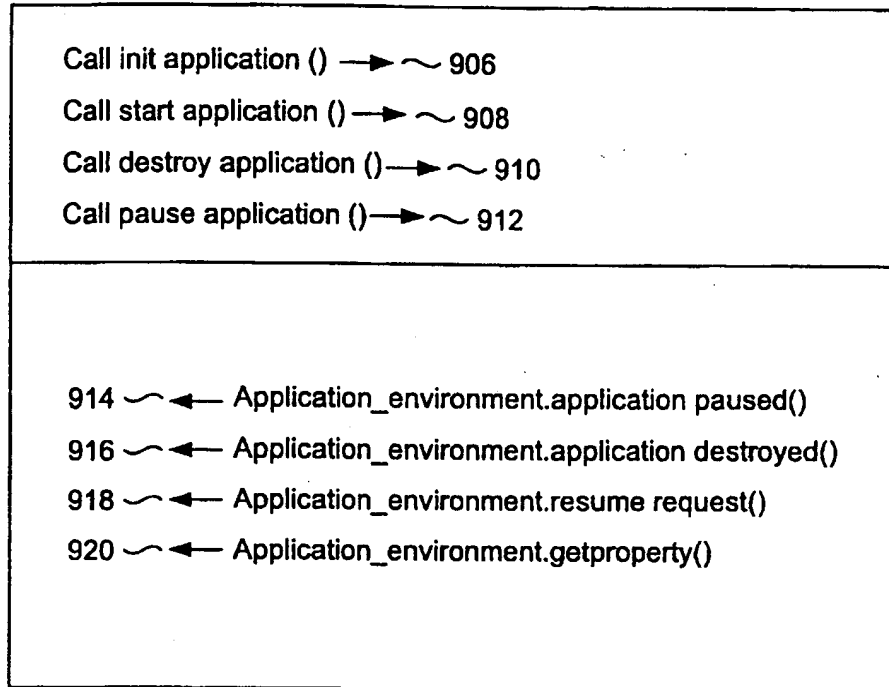 Call init application () 906
Call start application () 908
Call destroy application () 910
Call pause application () 912
914 Application_environment.application paused()
916 Application_environment.application destroyed()
918 Application_environment.resume request()
920 Application_environment.getproperty()